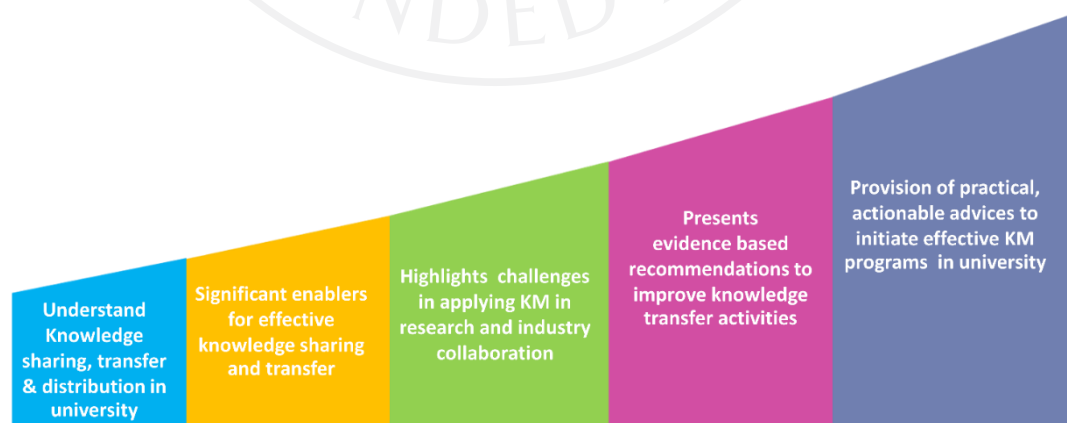 NDED
Understand
Knowledge
sharing, transfer
& distribution in
university
Significant enablers
for effective
knowledge sharing
and transfer
Highlights  challenges
in applying KM in
research and industry
collaboration
Presents
evidence based
recommendations to
improve knowledge
transfer activities
Provision of practical,
actionable advices to
initiate effective KM
programs  in university